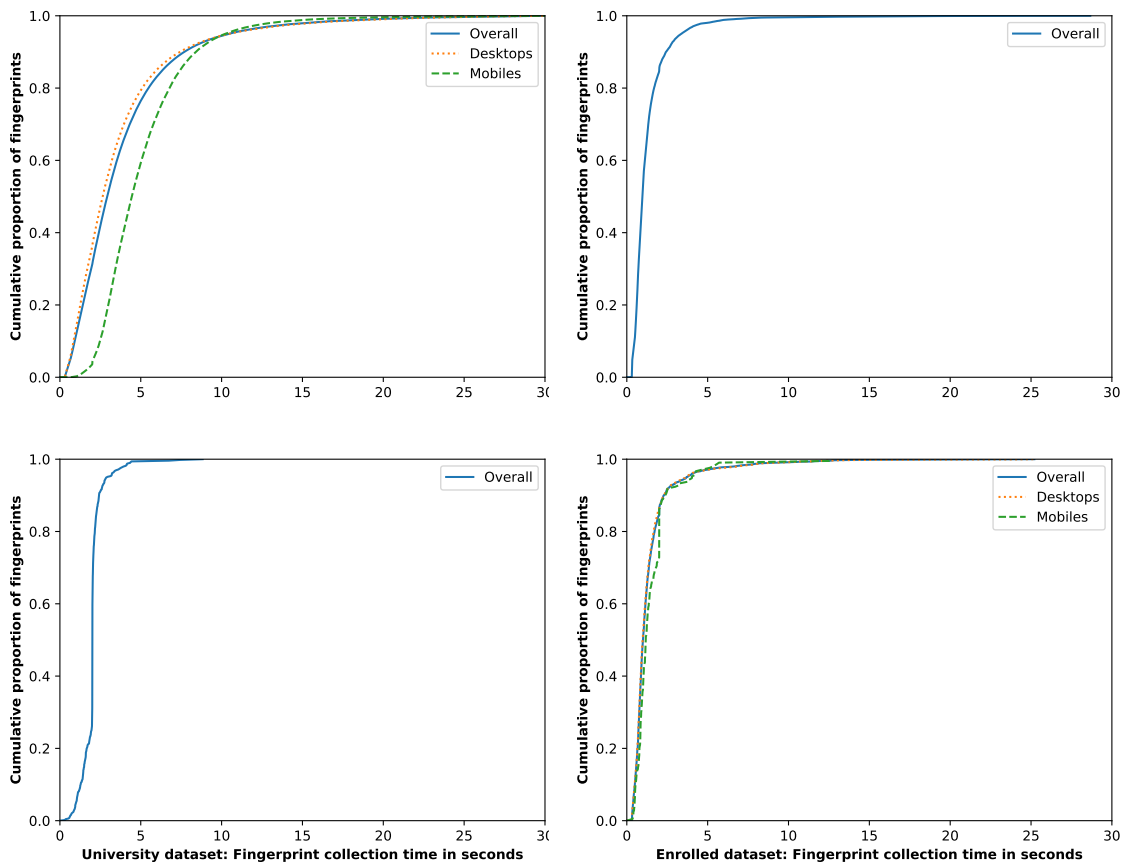 1.0
0.8
0.6
0.4
0.2
0.0
Cumulative proportion of fingerprints
0 5 10 15 20 25 30
Overall
Desktops
Mobiles
1.0
0.8
0.6
0.4
0.2
0.0
Cumulative proportion of fingerprints
0 5 10 15 20 25 30
Overall
1.0
0.8
0.6
0.4
0.2
0.0
Cumulative proportion of fingerprints
0 5 10 15 20 25 30
Overall
University dataset: Fingerprint collection time in seconds
1.0
0.8
0.6
0.4
0.2
0.0
Cumulative proportion of fingerprints
0 5 10 15 20 25 30
Overall
Desktops
Mobiles
Enrolled dataset: Fingerprint collection time in seconds